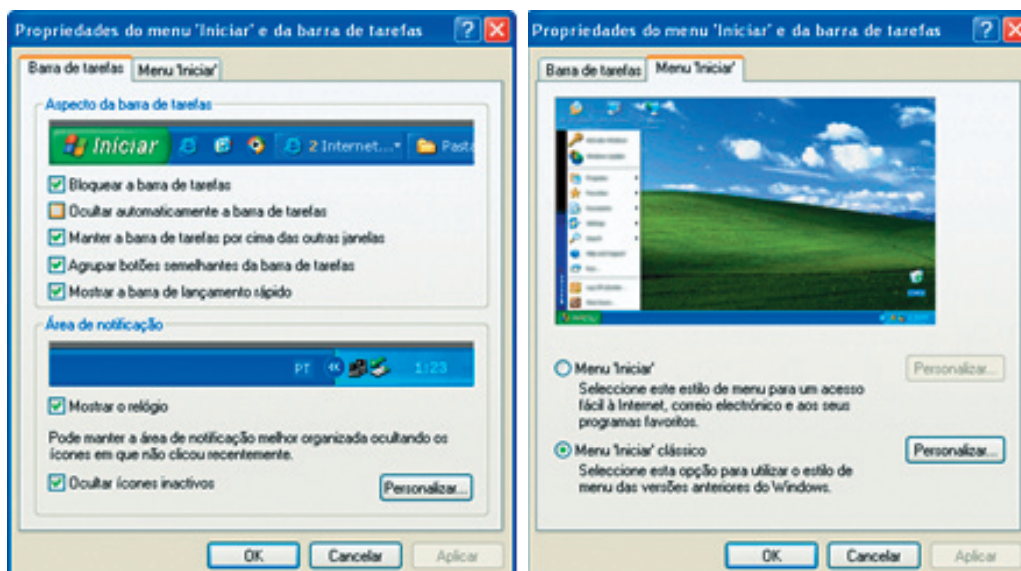 Propriedades do menu 'Iniciar' e da barra de tarefas
Barra de tarefas
Menu 'Iniciar'
Aspecto da barra de tarefas
Iniciar
2 Internet...
Pasta
Bloquear a barra de tarefas
Ocultar automaticamente a barra de tarefas
Manter a barra de tarefas por cima das outras janelas
Agrupar botões semelhantes da barra de tarefas
Mostrar a barra de lançamento rápido
Área de notificação
PT
1:23
Mostrar o relógio
Pode manter a área de notificação melhor organizada ocultando os
ícones em que não clicou recentemente.
Ocultar ícones inactivos
Personalizar...
OK
Cancelar
Aplicar
Propriedades do menu 'Iniciar' e da barra de tarefas
Barra de tarefas
Menu 'Iniciar'
Menu 'Iniciar'
Personalizar...
Seleccione este estilo de menu para um acesso
fácil à Internet, correio electrónico e aos seus
programas favoritos.
Menu 'Iniciar' clássico
Personalizar...
Seleccione esta opção para utilizar o estilo de
menu das versões anteriores do Windows.
OK
Cancelar
Aplicar